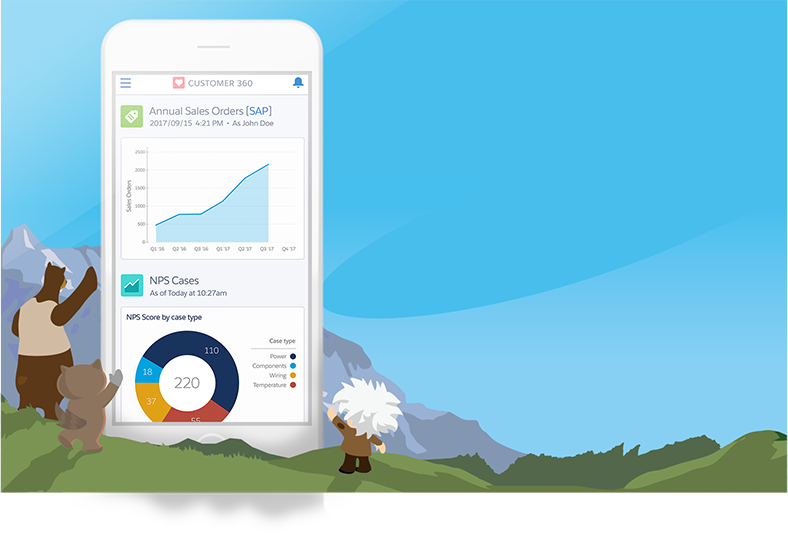 CUSTOMER 360
Annual Sales Orders [SAP]
2017/09/15 4:21 PM • As John Doe
2500
2000
1500
1000
500
0
Sales Orders
Q1 '16 Q2 '16 Q3 '16 Q1 '17 Q2 '17 Q3 '17 Q4 '17
NPS Cases
As of Today at 10:27am
NPS Score by case type
110
18
220
37
55
Case type
Power
Components
Wiring
Temperature